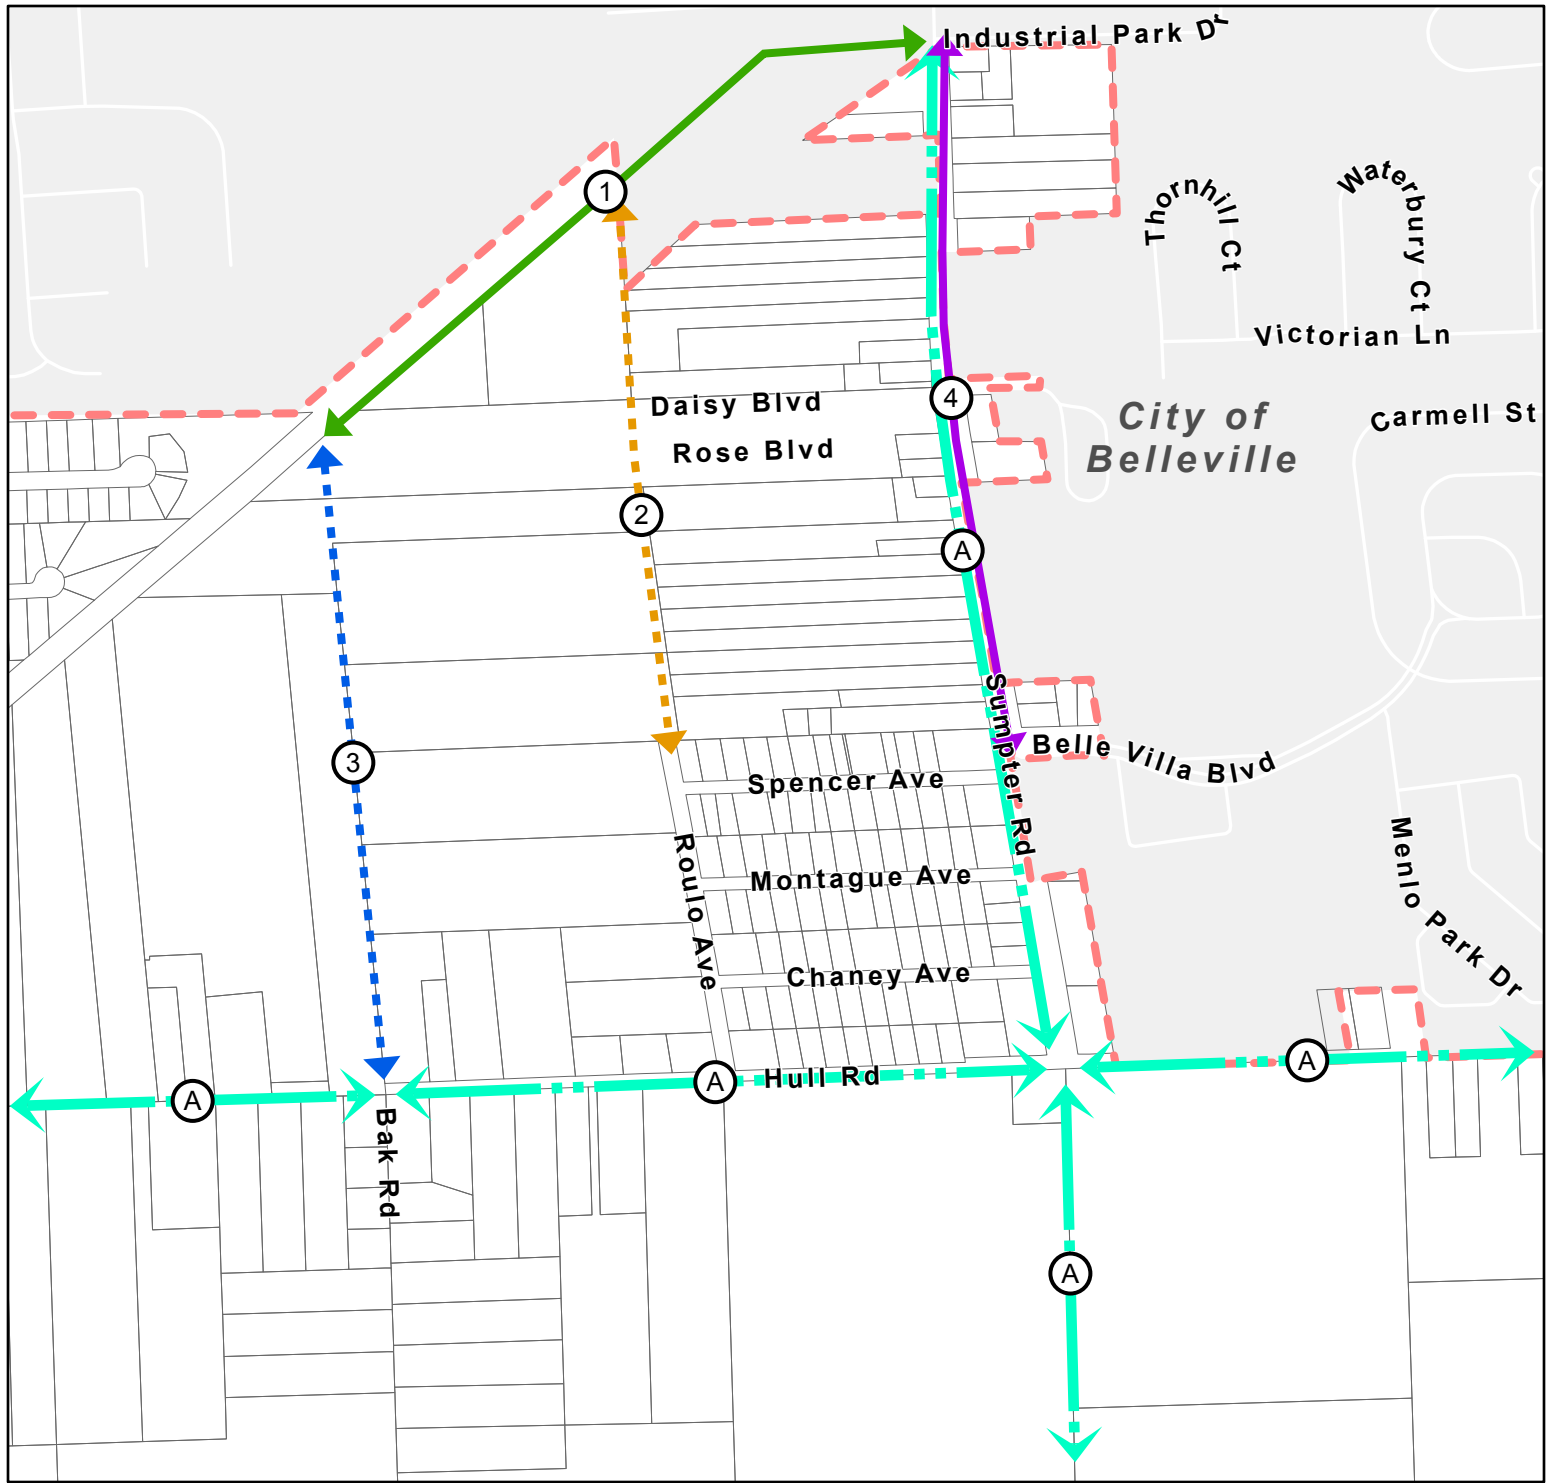 Industrial Park Dr
1
Thornhill Ct
Waterbury Ct
Victorian Ln
4
Daisy Blvd
City of
Belleville
Carmell St
Rose Blvd
2
A
3
Sumpter Rd
Belle Villa Blvd
Spencer Ave
Roulo Ave
Montague Ave
Menlo Park Dr
Chaney Ave
A
A
Hull Rd
A
Bak Rd
A